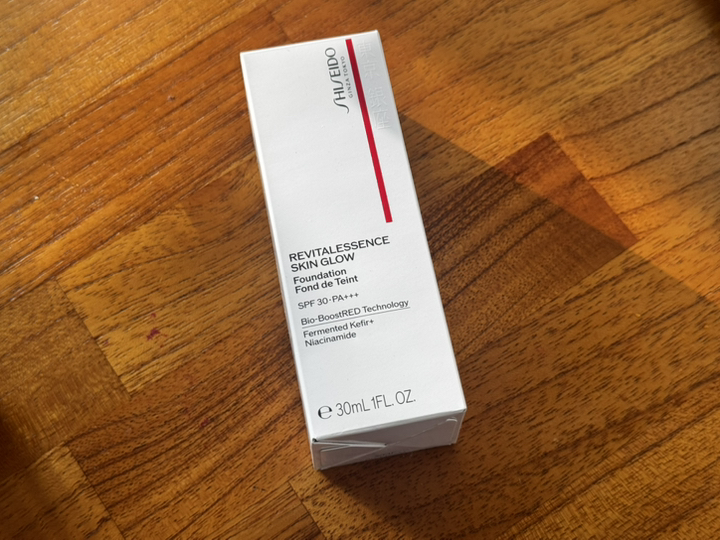 SHISEIDO
GINZA TOKYO
REVITALESSENCE
SKIN GLOW
Foundation
Fond de Teint
SPF 30·PA+++
Bio-BoostRED Technology
Fermented Kefir+
Niacinamide
℮ 30mL 1FL. OZ.